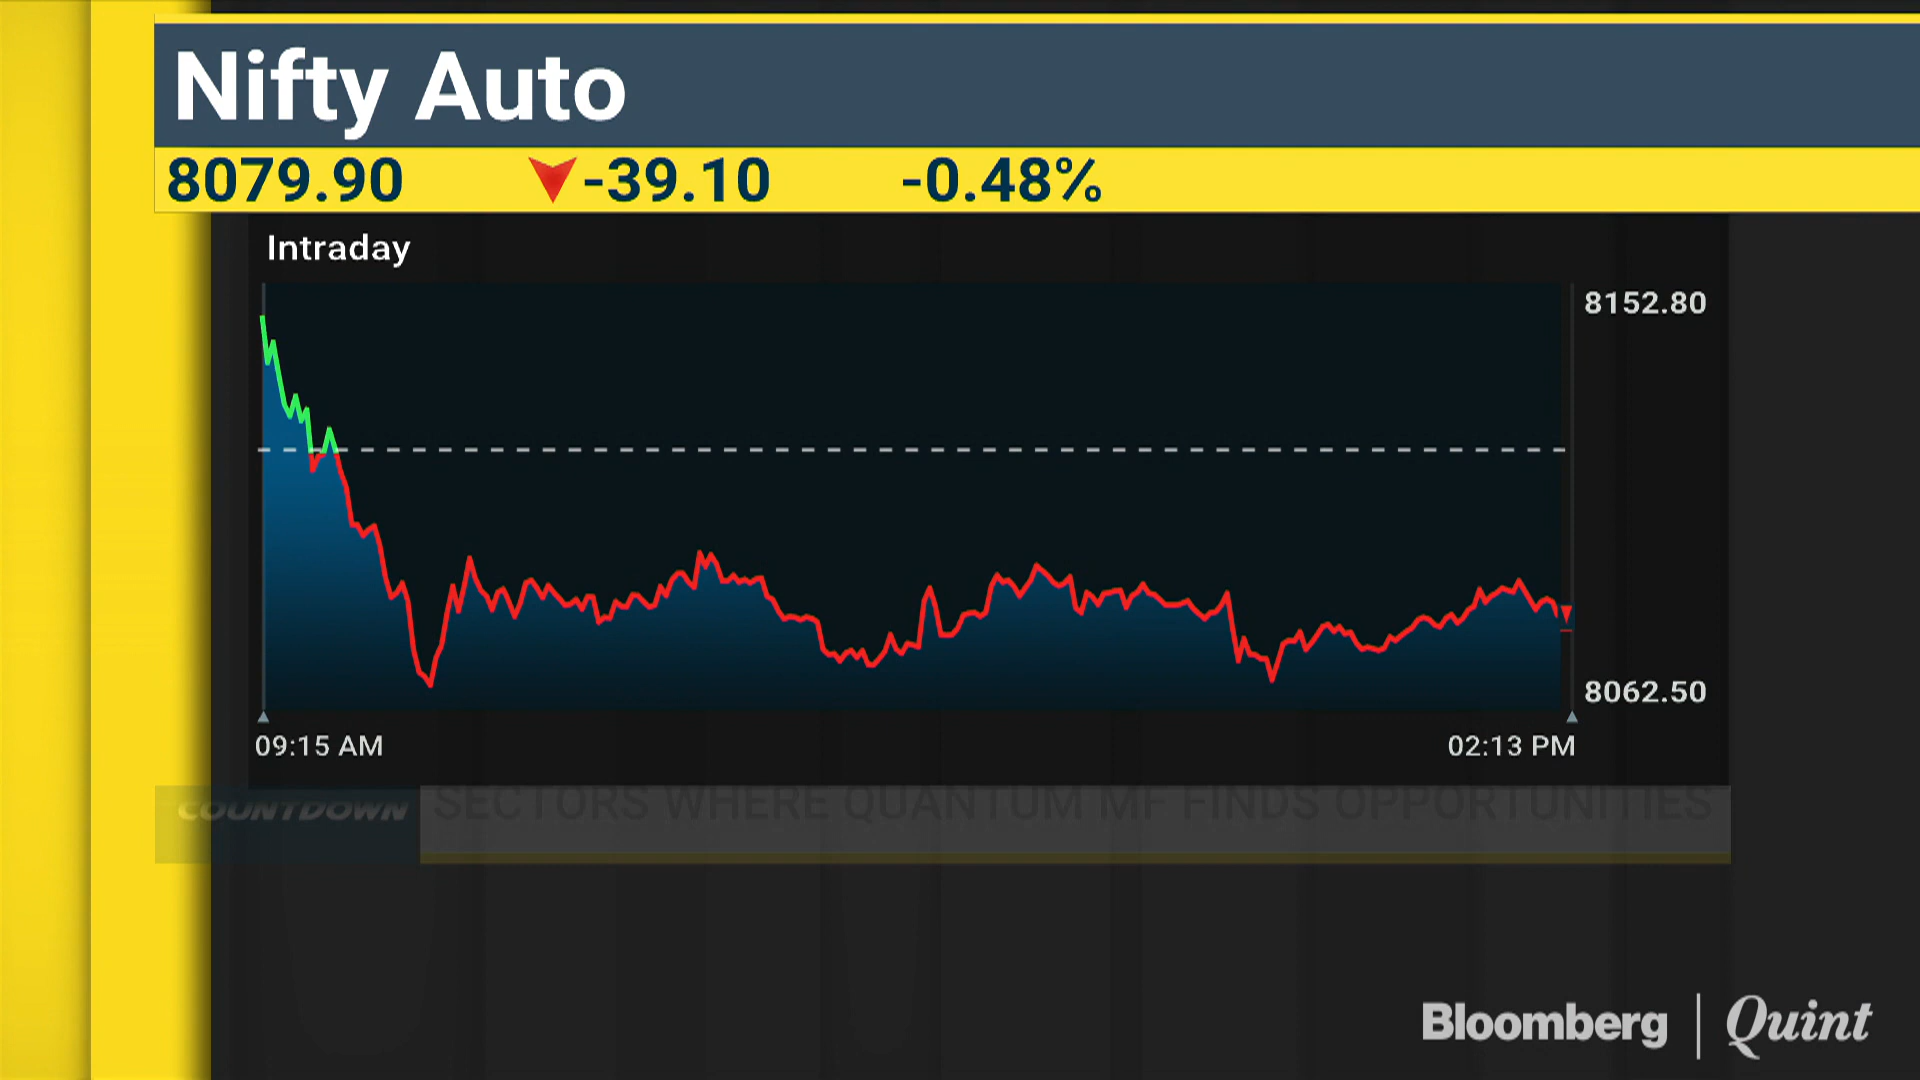 Nifty Auto
8079.90 -39.10 -0.48%
Intraday
8152.80
8062.50
09:15 AM 02:13 PM
COUNTDOWN SECTORS WHERE QUANTUM MF FINDS OPPORTUNITIES
Bloomberg | Quint